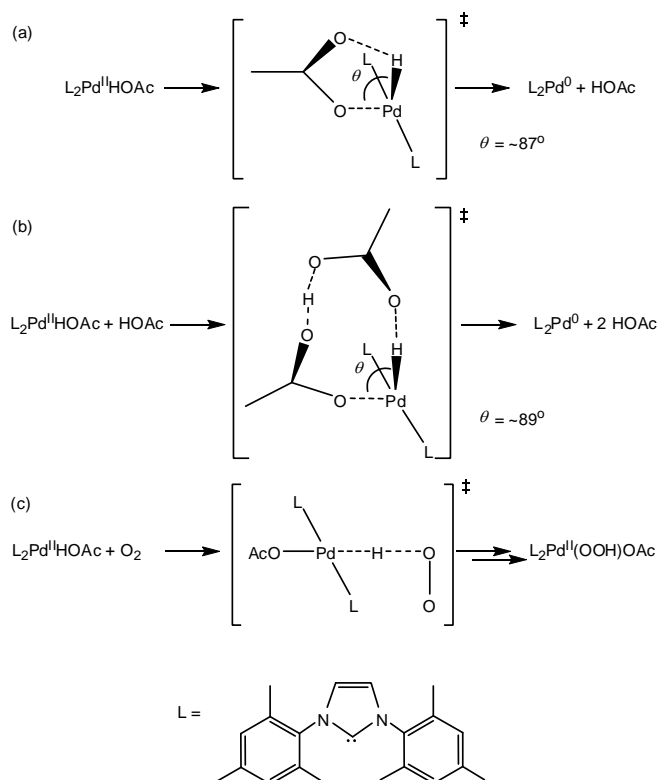 (a)
L₂PdᴵᴵHOAc
O
L
H
θ
O
Pd
L
‡
L₂Pd⁰ + HOAc
θ = ~87°
(b)
L₂PdᴵᴵHOAc + HOAc
O
H
O
O
L
H
θ
O
Pd
L
‡
L₂Pd⁰ + 2 HOAc
θ = ~89°
(c)
L₂PdᴵᴵHOAc + O₂
L
AcO
Pd
H
O
L
O
‡
L₂Pdᴵᴵ(OOH)OAc
L =
N
N